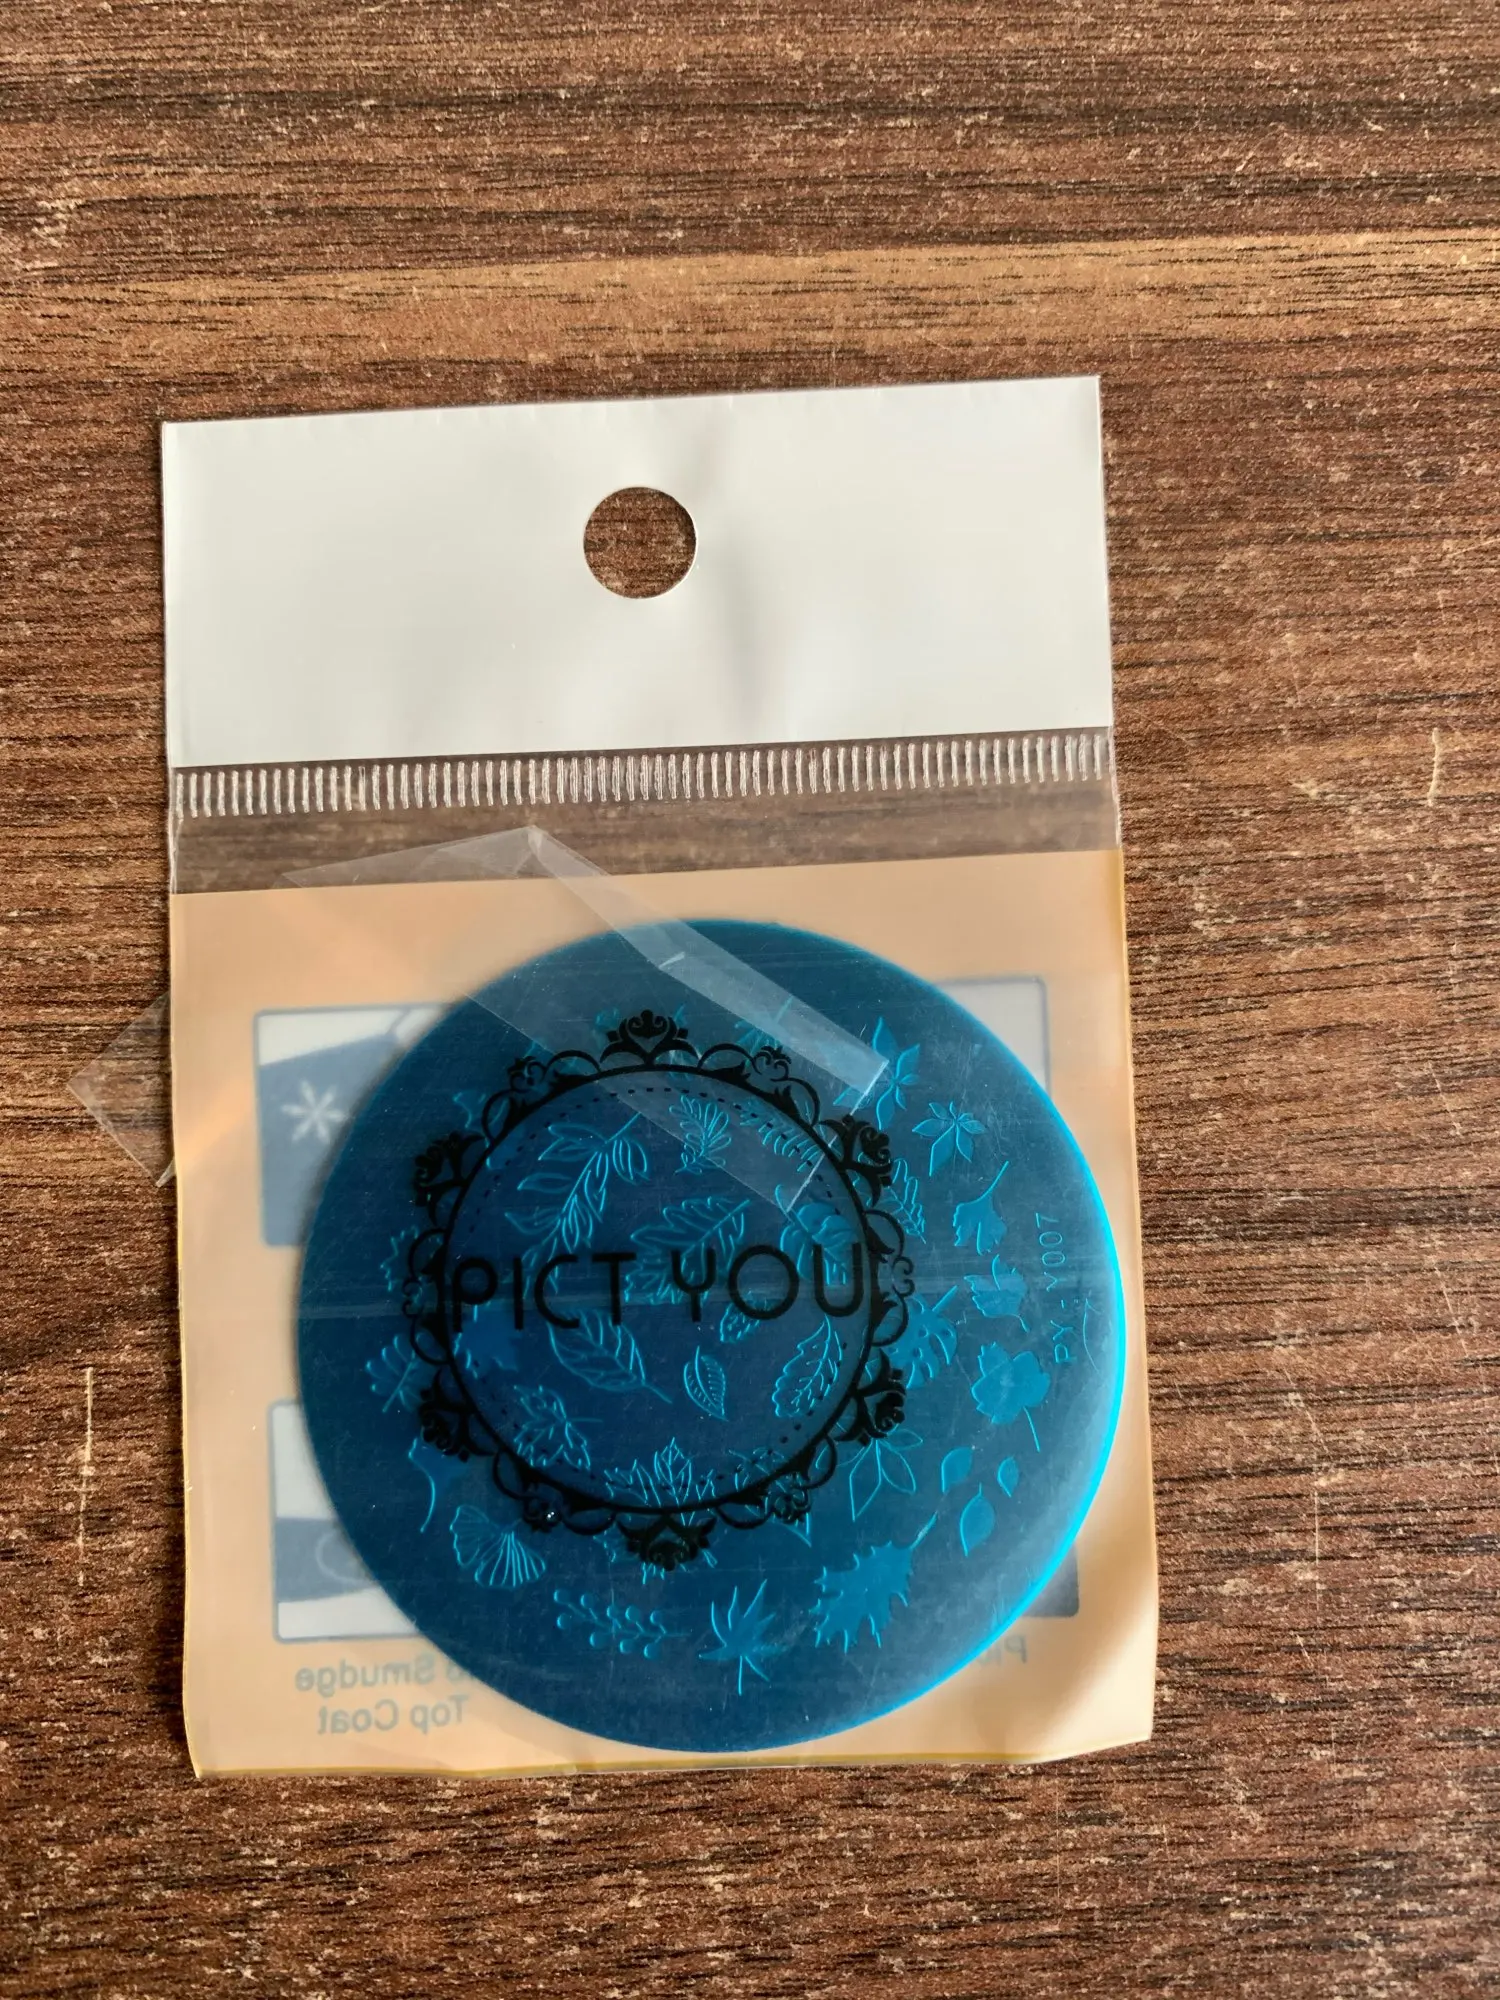 PICT YOU
PY-Y007
Smudge
Top Coat